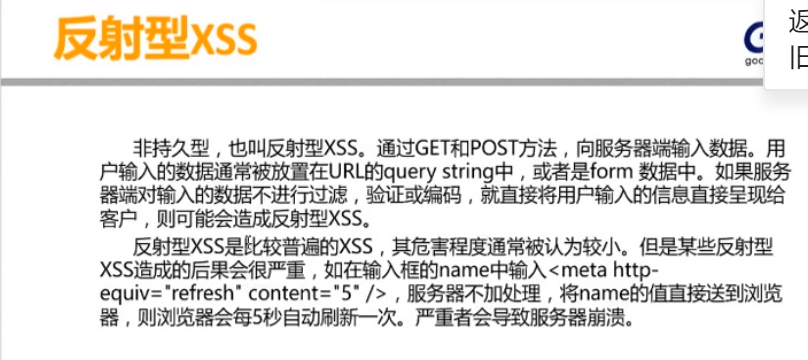 反射型XSS
返
旧
goo
非持久型，也叫反射型XSS。通过GET和POST方法，向服务器端输入数据。用
户输入的数据通常被放置在URL的query string中，或者是form 数据中。如果服务
器端对输入的数据不进行过滤，验证或编码，就直接将用户输入的信息直接呈现给
客户，则可能会造成反射型XSS。
反射型XSS是比较普遍的XSS，其危害程度通常被认为较小。但是某些反射型
XSS造成的后果会很严重，如在输入框的name中输入<meta http-
equiv="refresh" content="5" />，服务器不加处理，将name的值直接送到浏览
器，则浏览器会每5秒自动刷新一次。严重者会导致服务器崩溃。